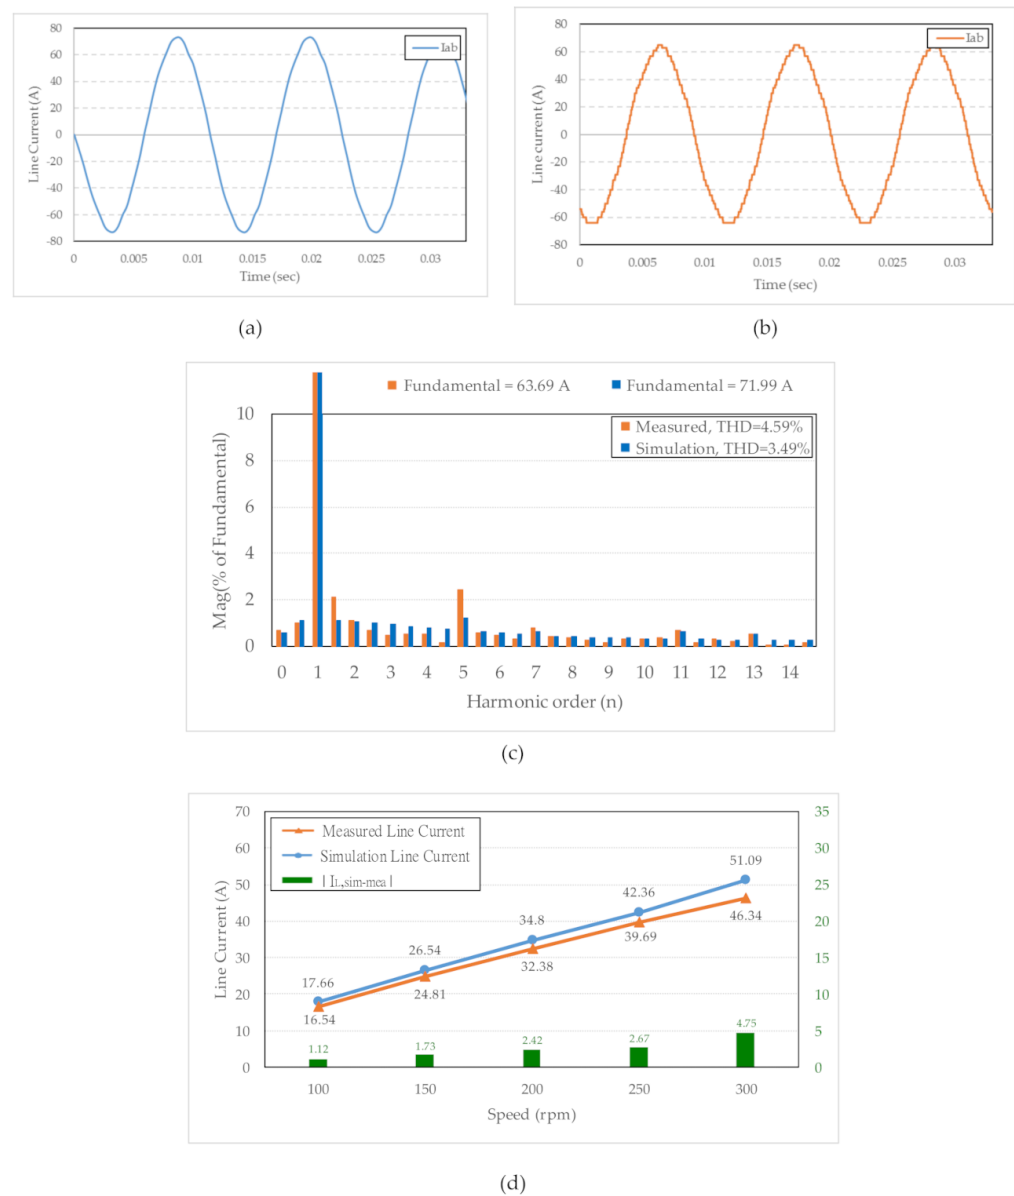 80
60
40
20
0
-20
-40
-60
-80
Line Current (A)
Iab
0 0.005 0.01 0.015 0.02 0.025 0.03
Time (sec)
(a)
80
60
40
20
0
-20
-40
-60
-80
Line current (A)
Iab
0 0.005 0.01 0.015 0.02 0.025 0.03
Time (sec)
(b)
Fundamental = 63.69 A Fundamental = 71.99 A
Measured, THD=4.59%
Simulation, THD=3.49%
10
8
6
4
2
0
Mag(% of Fundamental)
0 1 2 3 4 5 6 7 8 9 10 11 12 13 14
Harmonic order (n)
(c)
70
60
50
40
30
20
10
0
Line Current (A)
Measured Line Current
Simulation Line Current
| IL,sim-mea |
35
30
25
20
15
10
5
0
17.66 26.54 34.8 42.36 51.09
16.54 24.81 32.38 39.69 46.34
1.12 1.73 2.42 2.67 4.75
100 150 200 250 300
Speed (rpm)
(d)